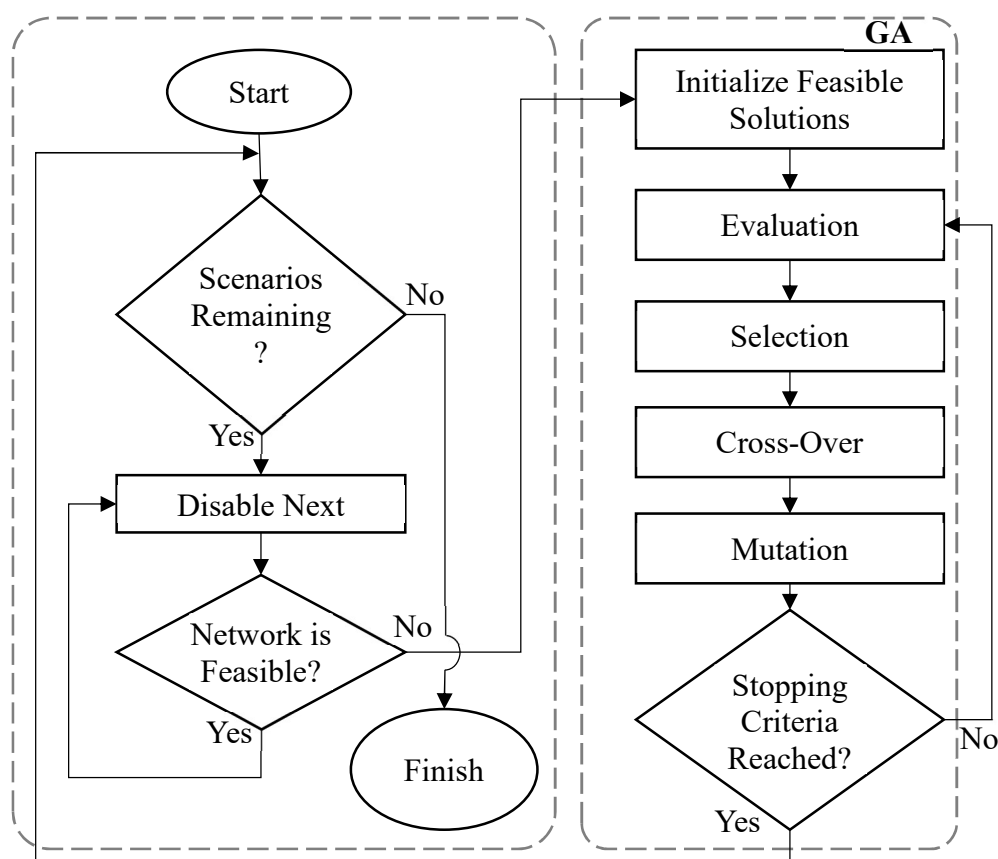 Start
Scenarios
Remaining
?
No
Yes
Disable Next
Network is
Feasible?
No
Yes
Finish
GA
Initialize Feasible
Solutions
Evaluation
Selection
Cross-Over
Mutation
Stopping
Criteria
Reached?
No
Yes